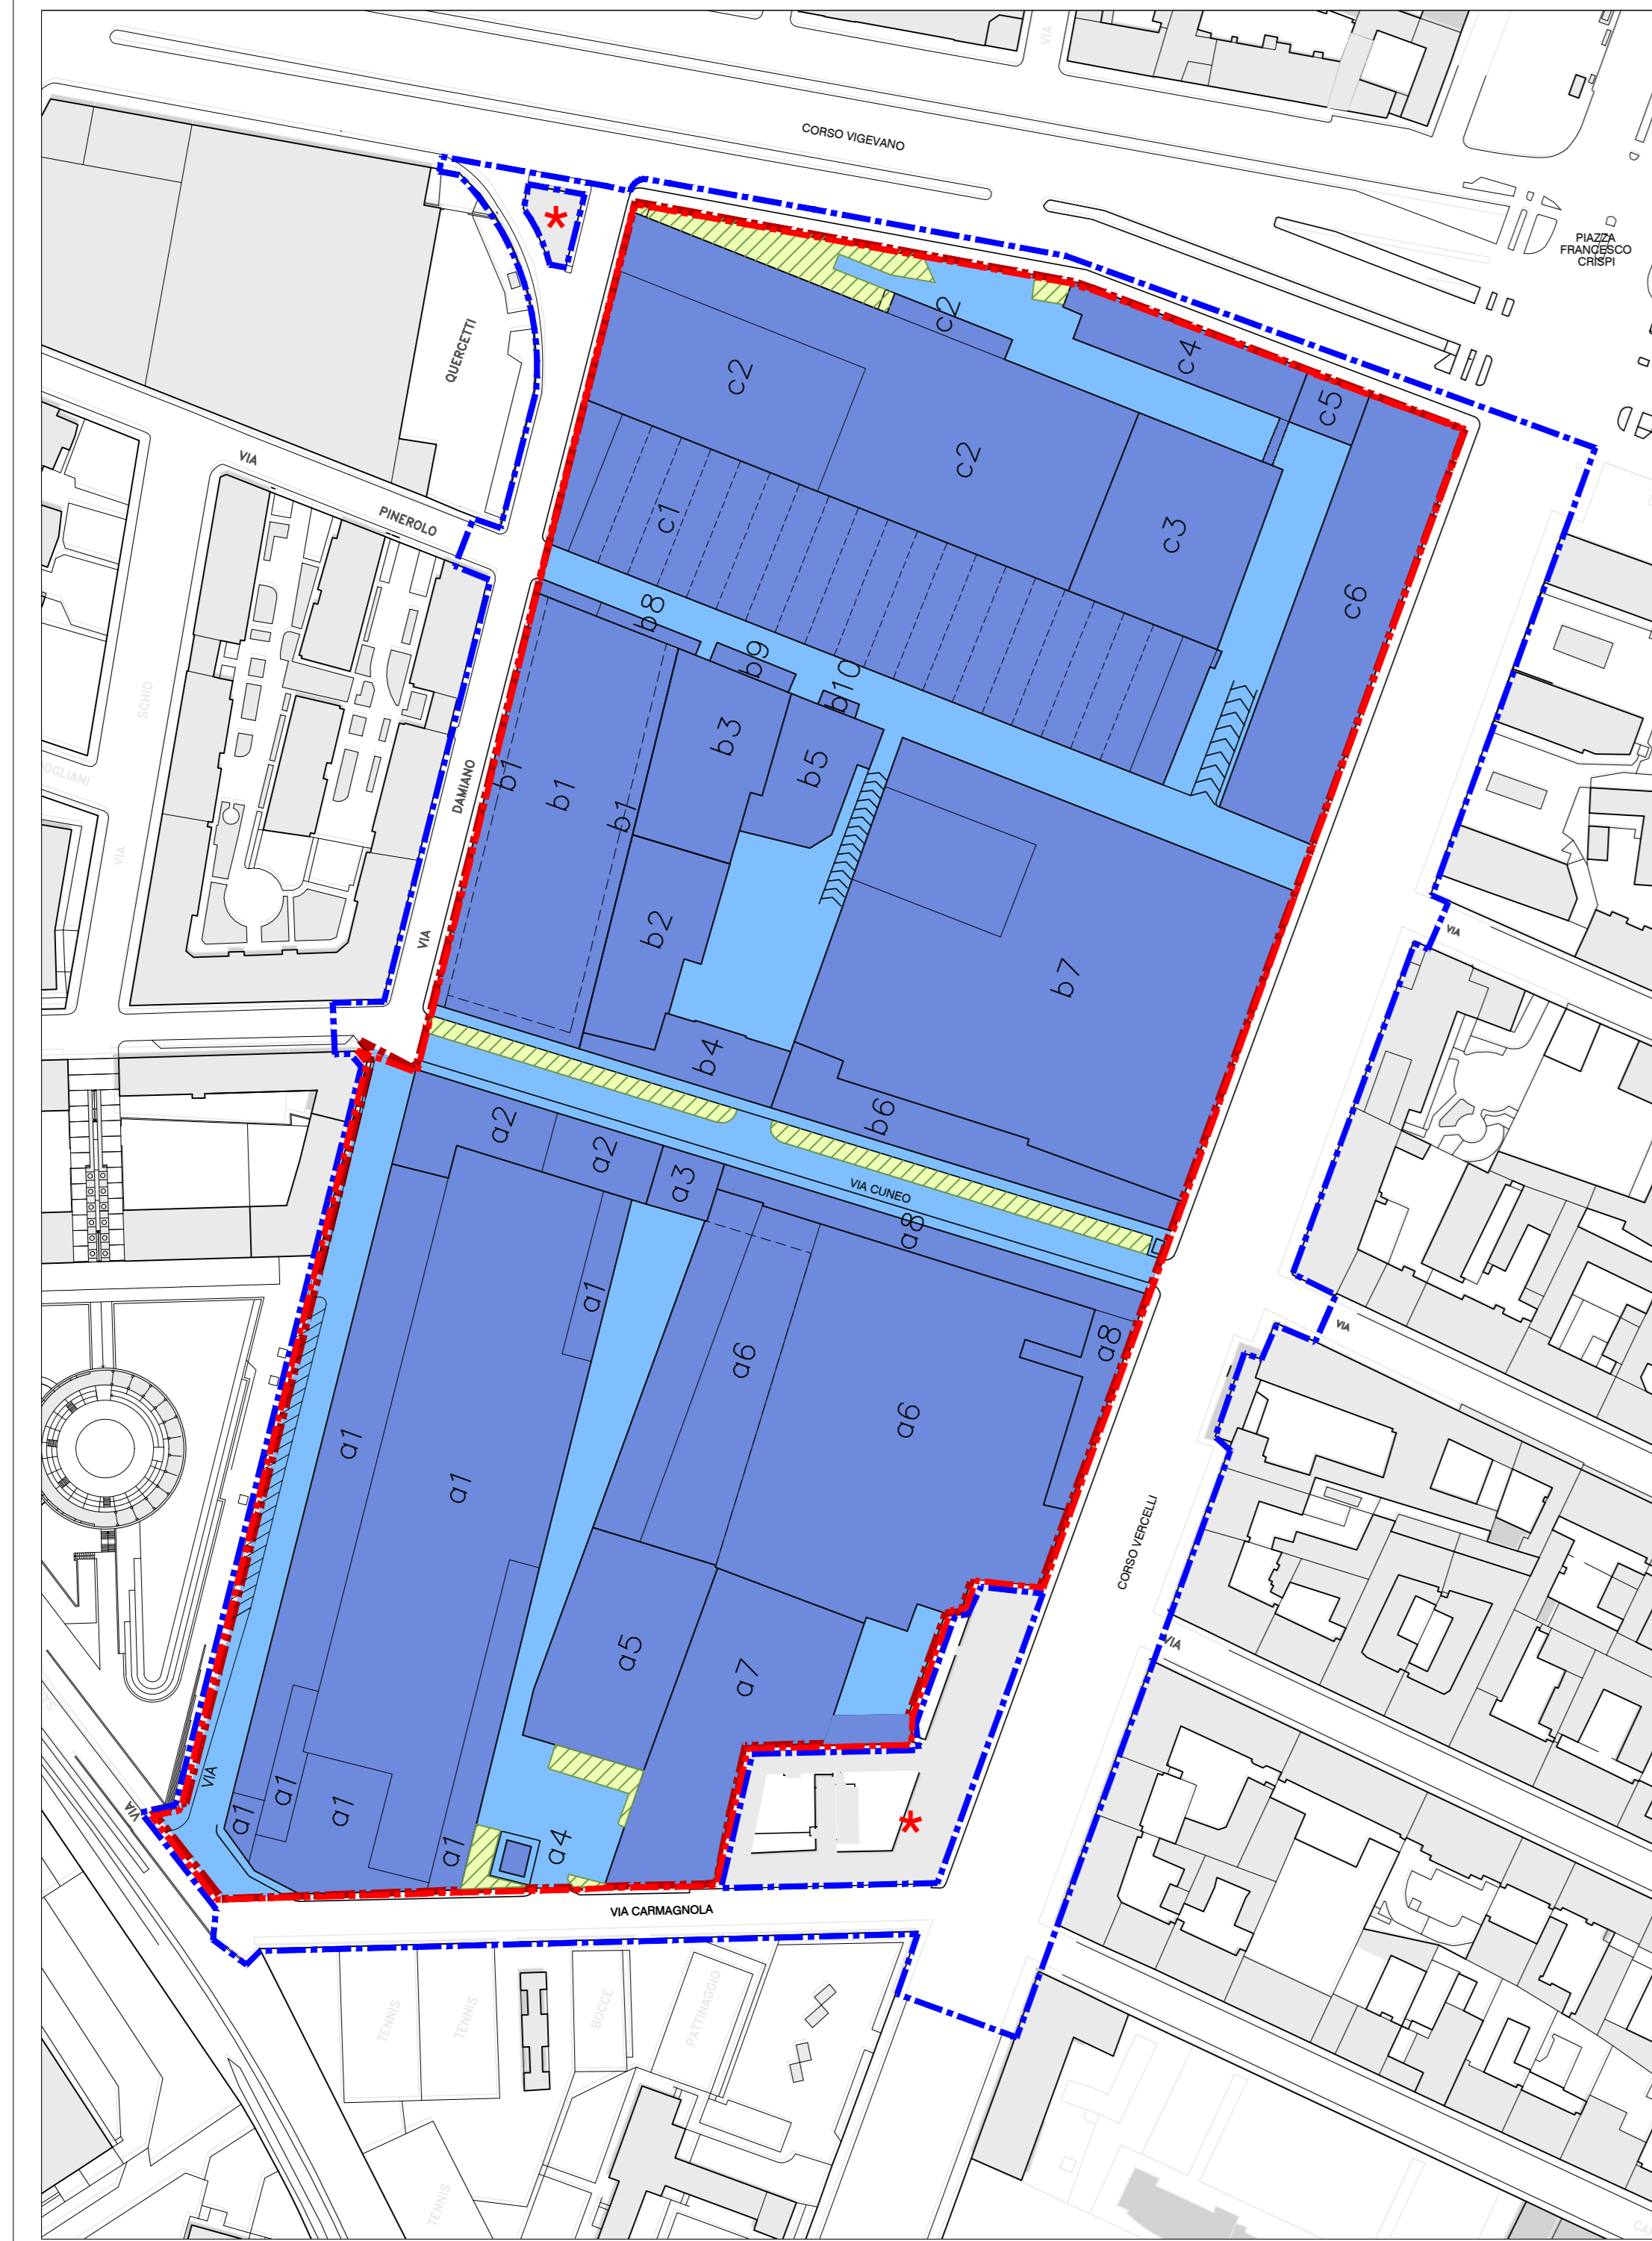 VIA
CORSO VIGEVANO
PIAZZA
FRANCESCO
CRISPI
*
QUERCETTI
c2
c4
c2
c5
VIA
c2
PINEROLO
c1
c3
c6
b8
b9
b10
SCHIO
b3
b5
OGLIANI
DAMIANO
b1
b1
b1
VIA
b2
VIA
VIA
b7
b4
b6
a2
a2
a3
VIA CUNEO
a8
a1
VIA
a8
a6
a6
a1
a1
CORSO VERCELLI
VIA
a5
a7
VIA
VIA
a1
a1
a1
a1
a4
*
VIA CARMAGNOLA
TENNIS
TENNIS
BOCCE
PATTINAGGIO
TENNIS